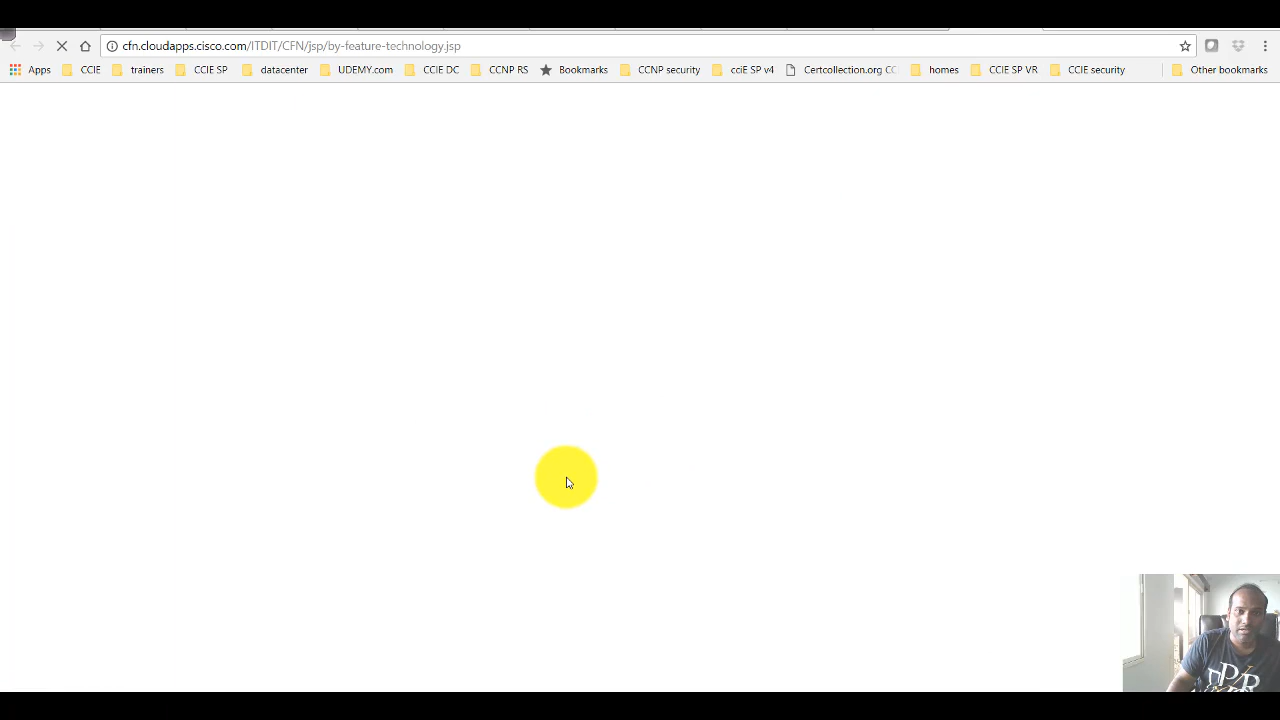 cfn.cloudapps.cisco.com/ITDIT/CFN/jsp/by-feature-technology.jsp
Apps CCIE trainers CCIE SP datacenter UDEMY.com CCIE DC CCNP RS Bookmarks CCNP security cciE SP v4 Certcollection.org CC homes CCIE SP VR CCIE security Other bookmarks